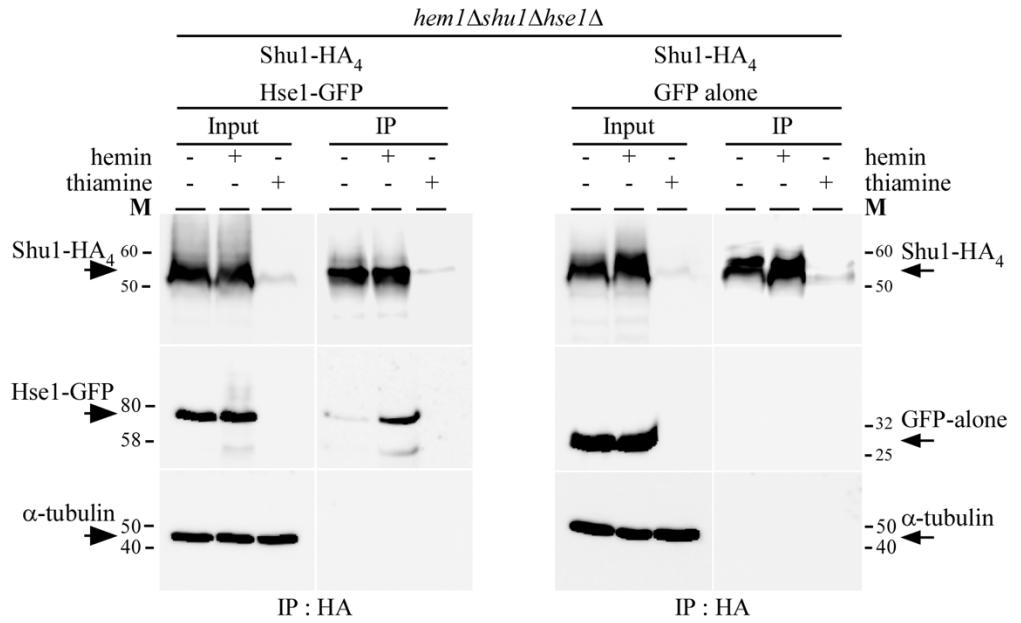 hem1Δshu1Δhse1Δ
Shu1-HA4 Shu1-HA4
Hse1-GFP GFP alone
Input IP Input IP
hemin - + - + - + - + hemin
thiamine - - + - - + - - + - - + thiamine
M M
Shu1-HA4 60 - 50 - - 60 - 50 Shu1-HA4
Hse1-GFP 80 - 58 - - 32 - 25 GFP-alone
α-tubulin 50 - 40 - - 50 - 40 α-tubulin
IP : HA IP : HA